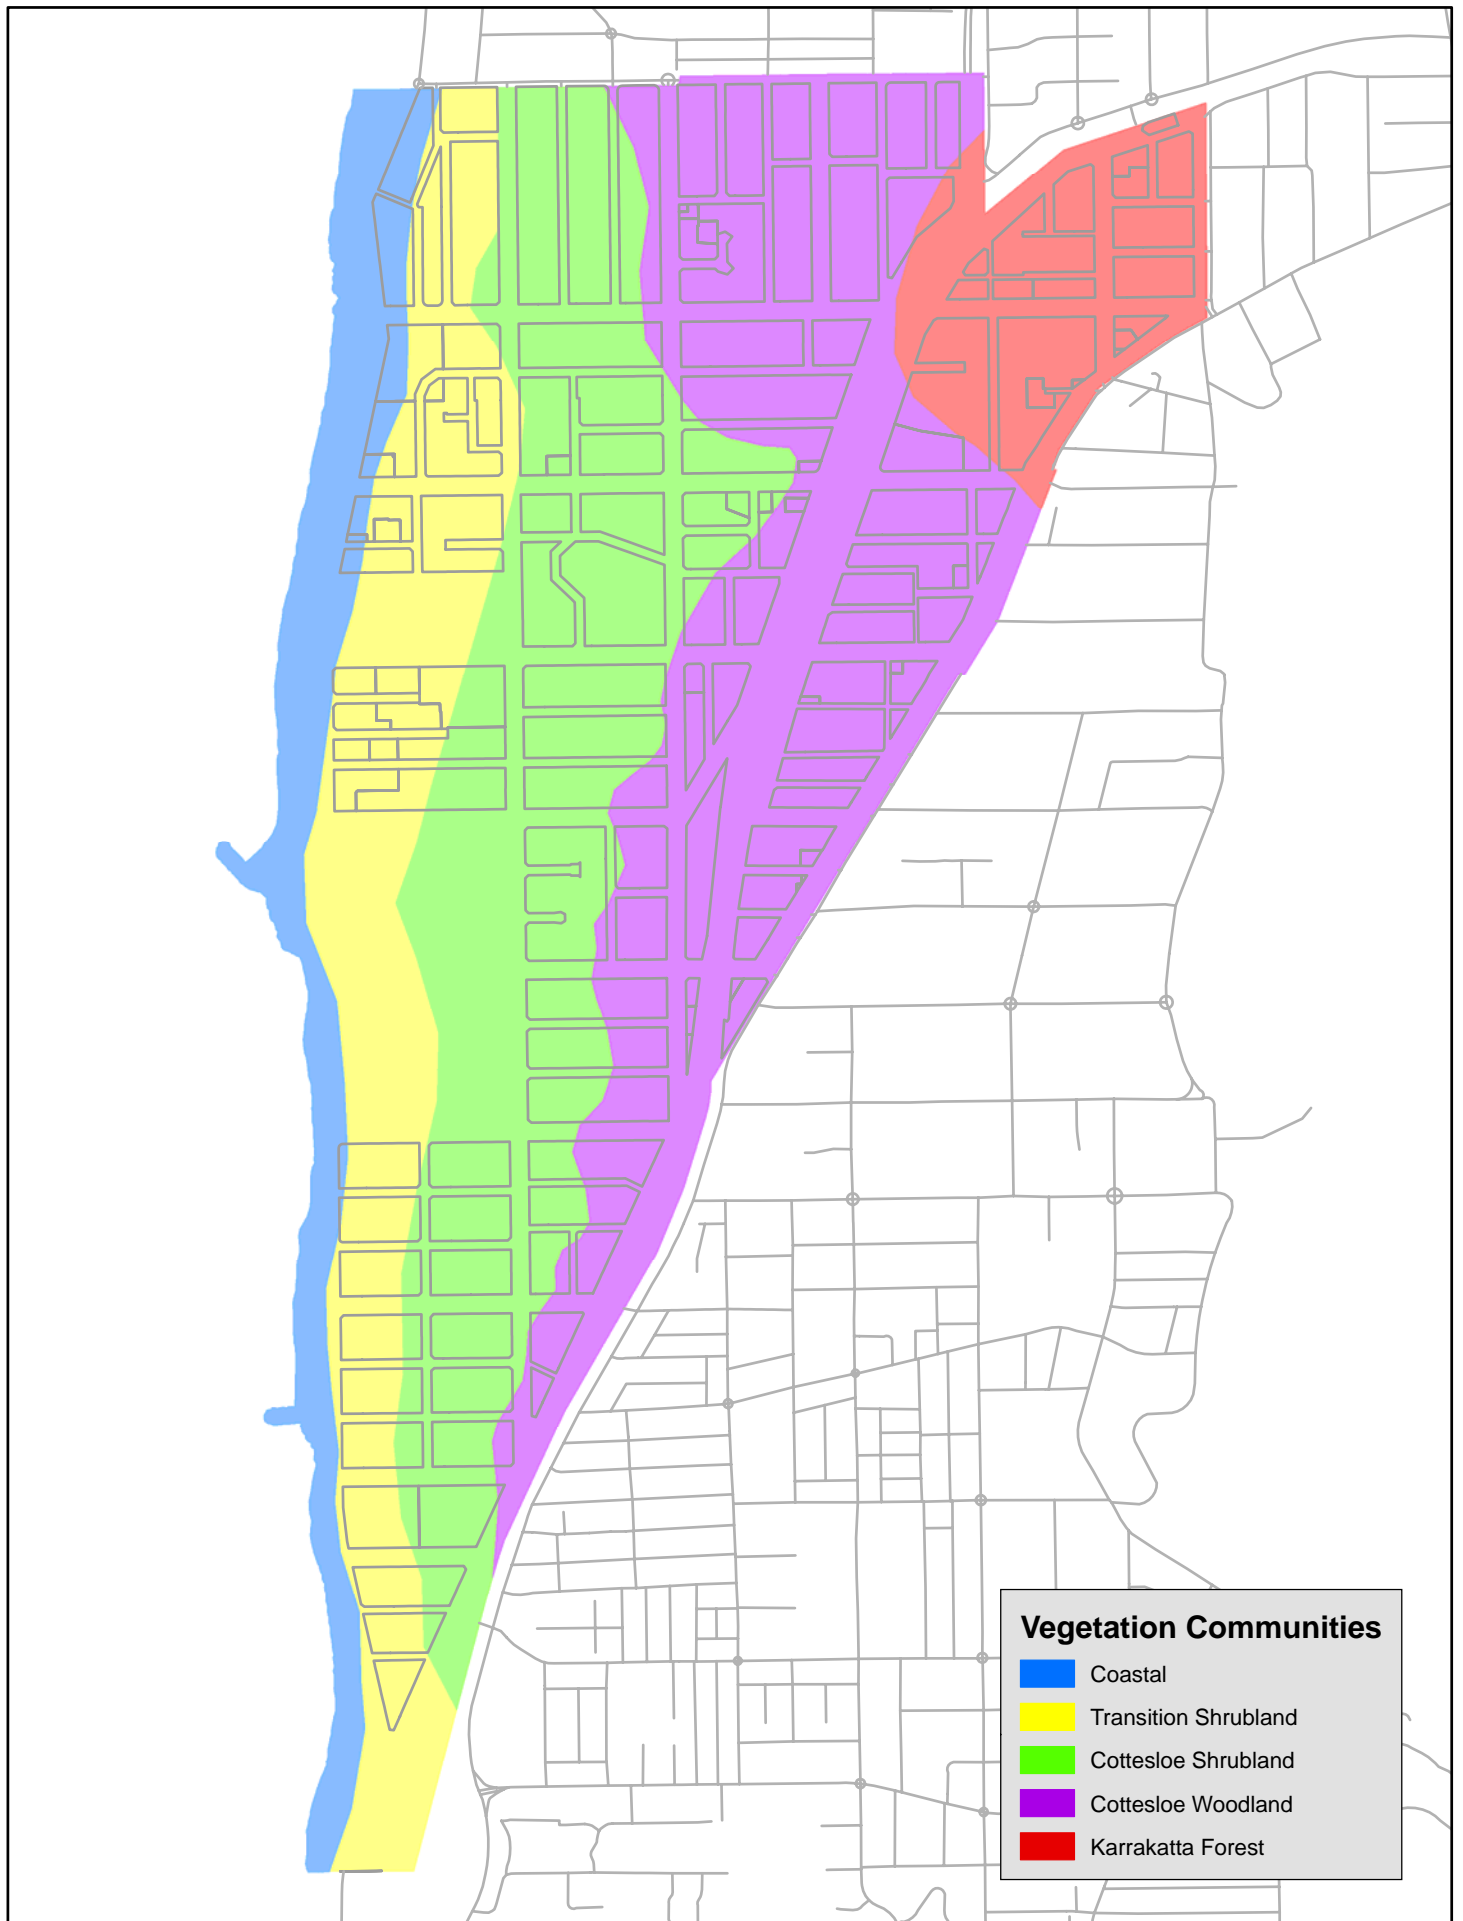 Vegetation Communities
Coastal
Transition Shrubland
Cottesloe Shrubland
Cottesloe Woodland
Karrakatta Forest